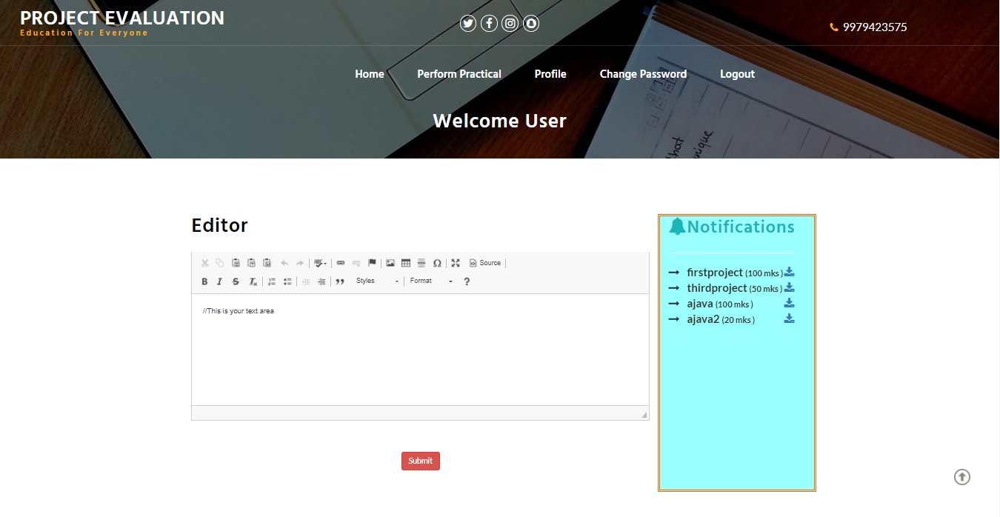 PROJECT EVALUATION
Education For Everyone
9979423575
Home Perform Practical Profile Change Password Logout
Welcome User
what
unique
Editor
Source
Styles Format ?
//This is your text area
Submit
Notifications
firstproject (100 mks )
thirdproject (50 mks )
ajava (100 mks )
ajava2 (20 mks )